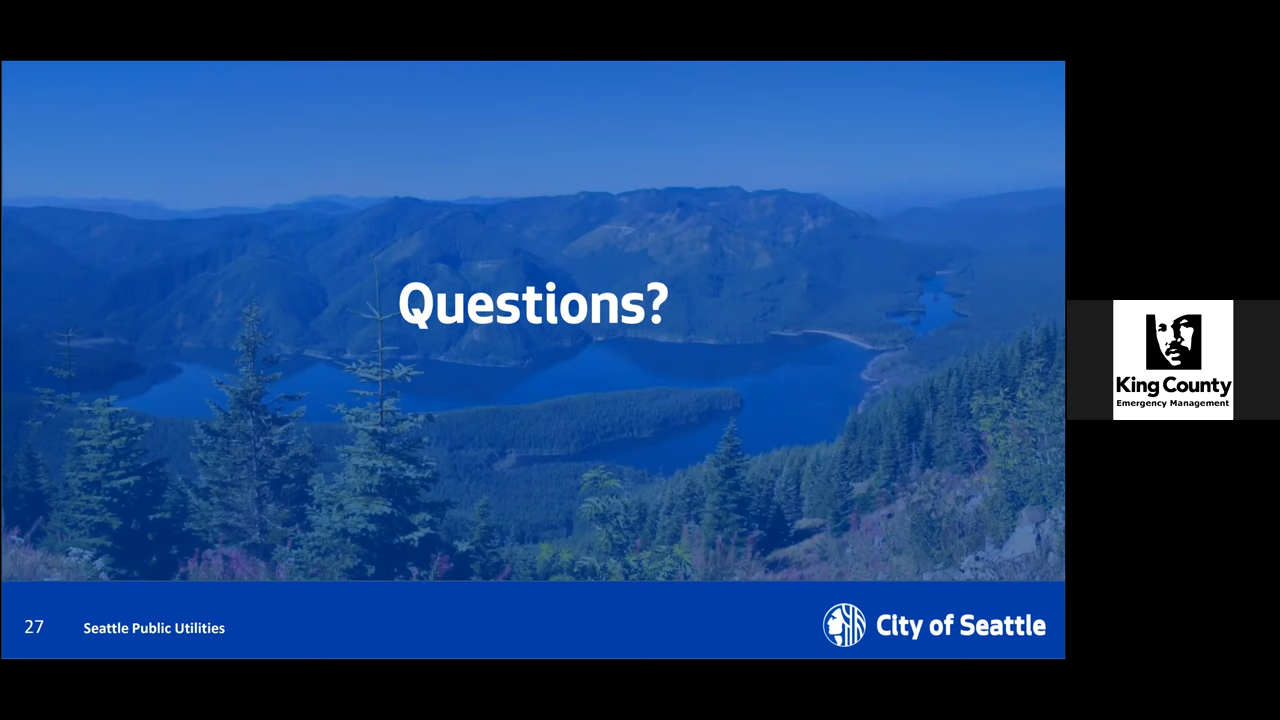 Questions?
King County
Emergency Management
27
Seattle Public Utilities
City of Seattle